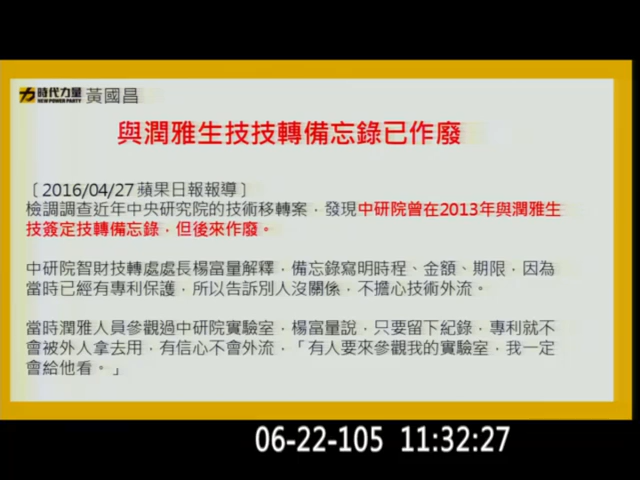 力 時代力量 黃國昌
NEW POWER PARTY
與潤雅生技技轉備忘錄已作廢
〔2016/04/27 蘋果日報報導〕
檢調調查近年中央研究院的技術移轉案，發現中研院曾在2013年與潤雅生
技簽定技轉備忘錄，但後來作廢。
中研院智財技轉處處長楊富量解釋，備忘錄寫明時程、金額、期限，因為
當時已經有專利保護，所以告訴別人沒關係，不擔心技術外流。
當時潤雅人員參觀過中研院實驗室，楊富量說，只要留下紀錄，專利就不
會被外人拿去用，有信心不會外流，「有人要來參觀我的實驗室，我一定
會給他看。」
06-22-105 11:32:27